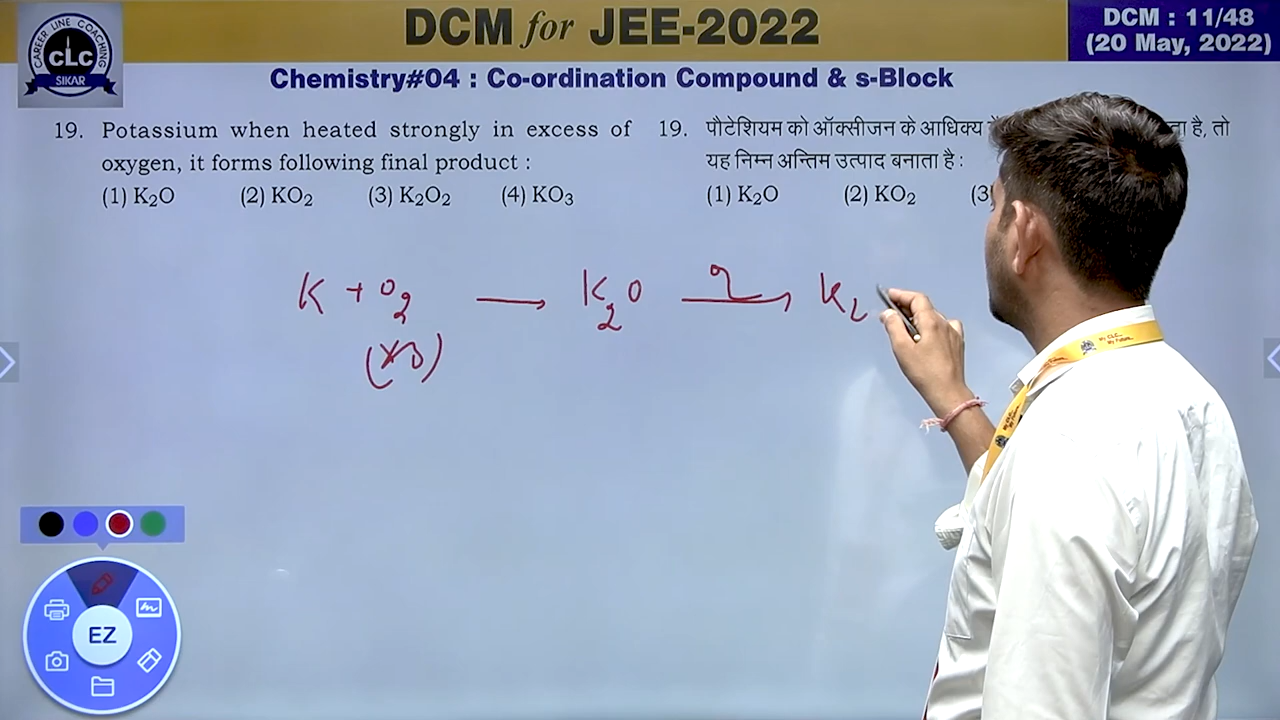 DCM for JEE-2022
DCM : 11/48
(20 May, 2022)
CAREER LINE COACHING
CLC
SIKAR
Chemistry#04 : Co-ordination Compound & s-Block
19. Potassium when heated strongly in excess of
oxygen, it forms following final product :
(1) K₂O (2) KO₂ (3) K₂O₂ (4) KO₃
19. पौटेशियम को ऑक्सीजन के आधिक्य है, तो
यह निम्न अन्तिम उत्पाद बनाता है :
(1) K₂O (2) KO₂ (3)
K + O₂ → K₂O → K₂
EZ